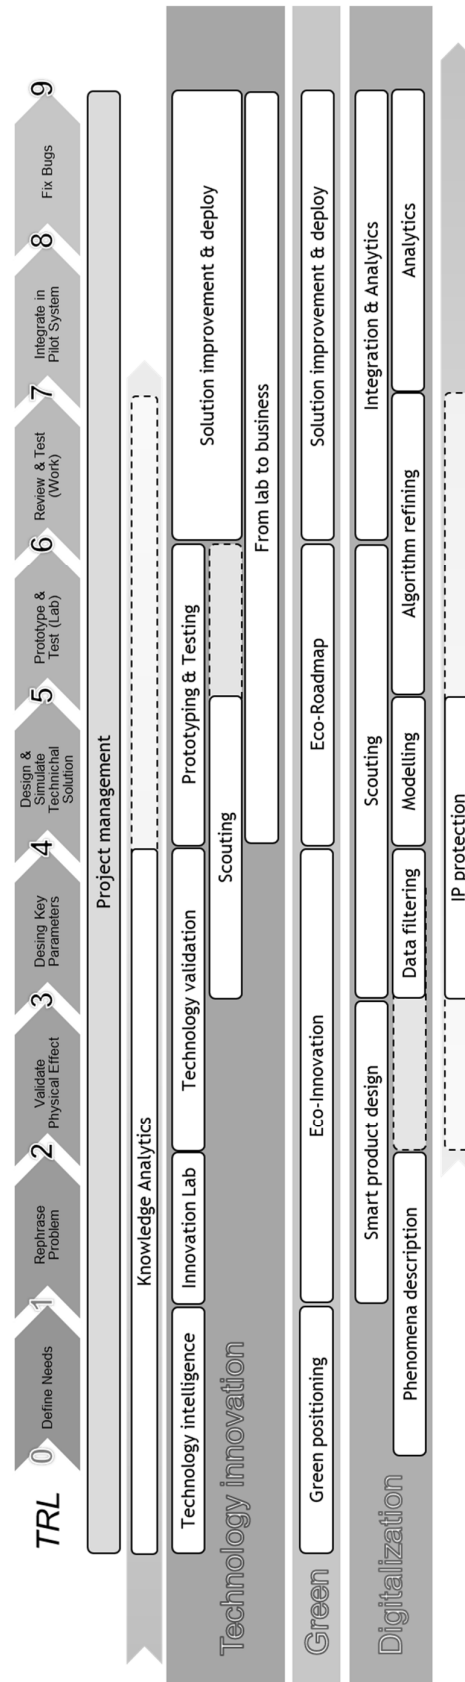 TRL
0
Define Needs
1
Rephrase
Problem
2
Validate
Physical Effect
3
Desing Key
Parameters
4
Design &
Simulate
Technichal
Solution
5
Prototype &
Test (Lab)
6
Review & Test
(Work)
7
Integrate in
Pilot System
8
Fix Bugs
9
Project management
Knowledge Analytics
Technology innovation
Technology intelligence
Innovation Lab
Technology validation
Prototyping & Testing
Solution improvement & deploy
Scouting
From lab to business
Green
Green positioning
Eco-Innovation
Eco-Roadmap
Solution improvement & deploy
Digitalization
Smart product design
Scouting
Integration & Analytics
Phenomena description
Data filtering
Modelling
Algorithm refining
Analytics
IP protection